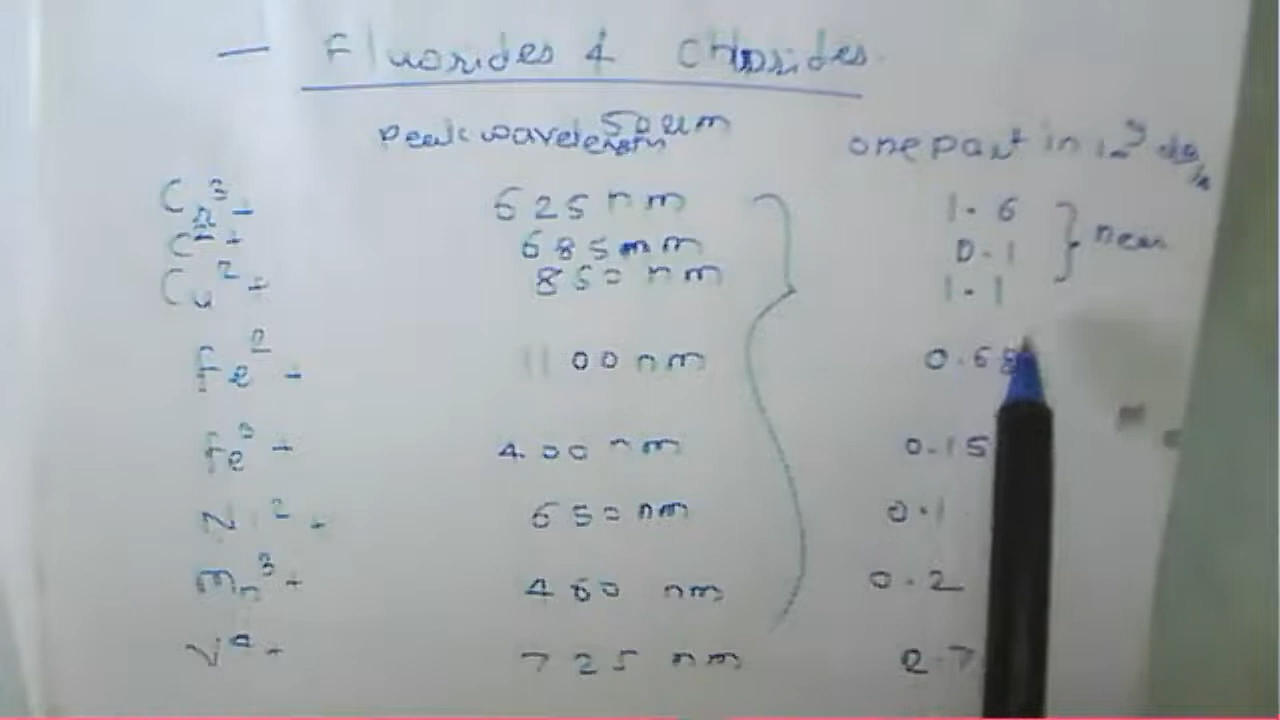 — Fluorides & Chlorides.
50 um
peak wavelength one part in 10⁹ db/
Cr³⁻ 625 nm 1.6
C²⁺ 685 nm 0.1 near
Cu²⁺ 850 nm 1.1
Fe² - 1100 nm 0.68
Fe³ + 400 nm 0.15
Ni² + 650 nm 0.1
Mn³ + 460 nm 0.2
V⁴ + 725 nm 2.7